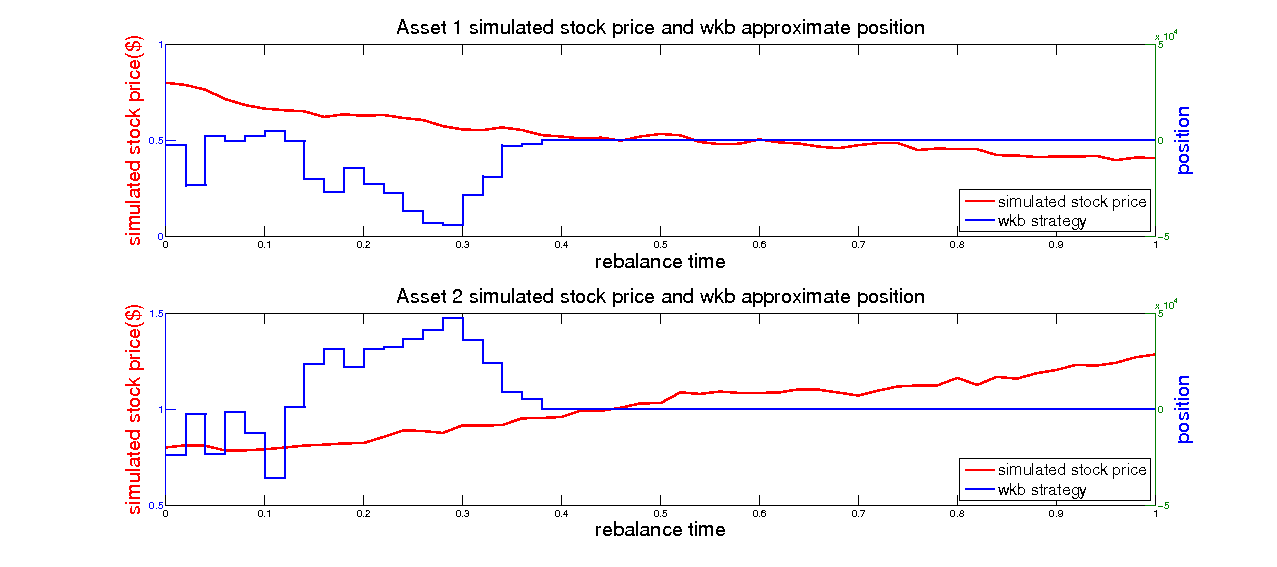 Asset 1 simulated stock price and wkb approximate position
x 10^4
1 5
0.5 0
0 -5
simulated stock price($)
position
simulated stock price
wkb strategy
0 0.1 0.2 0.3 0.4 0.5 0.6 0.7 0.8 0.9 1
rebalance time
Asset 2 simulated stock price and wkb approximate position
x 10^4
1.5 5
1 0
0.5 -5
simulated stock price($)
position
simulated stock price
wkb strategy
0 0.1 0.2 0.3 0.4 0.5 0.6 0.7 0.8 0.9 1
rebalance time